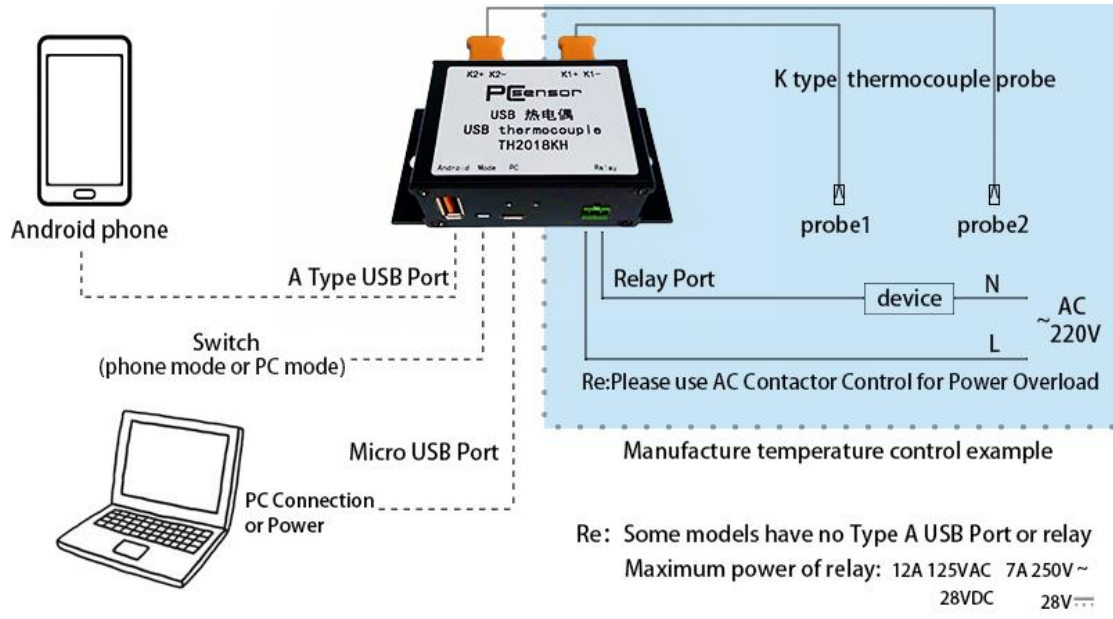 K2+ K2-
K1+ K1-
PCsensor
USB 热电偶
USB thermocouple
TH2018KH
Android Mode PC
Relay
K type thermocouple probe
probe1
probe2
Android phone
A Type USB Port
Relay Port
device
N
L
~ AC
220V
Switch
(phone mode or PC mode)
Re:Please use AC Contactor Control for Power Overload
Micro USB Port
Manufacture temperature control example
PC Connection
or Power
Re: Some models have no Type A USB Port or relay
Maximum power of relay: 12A 125VAC 7A 250V~
28VDC 28V⎓